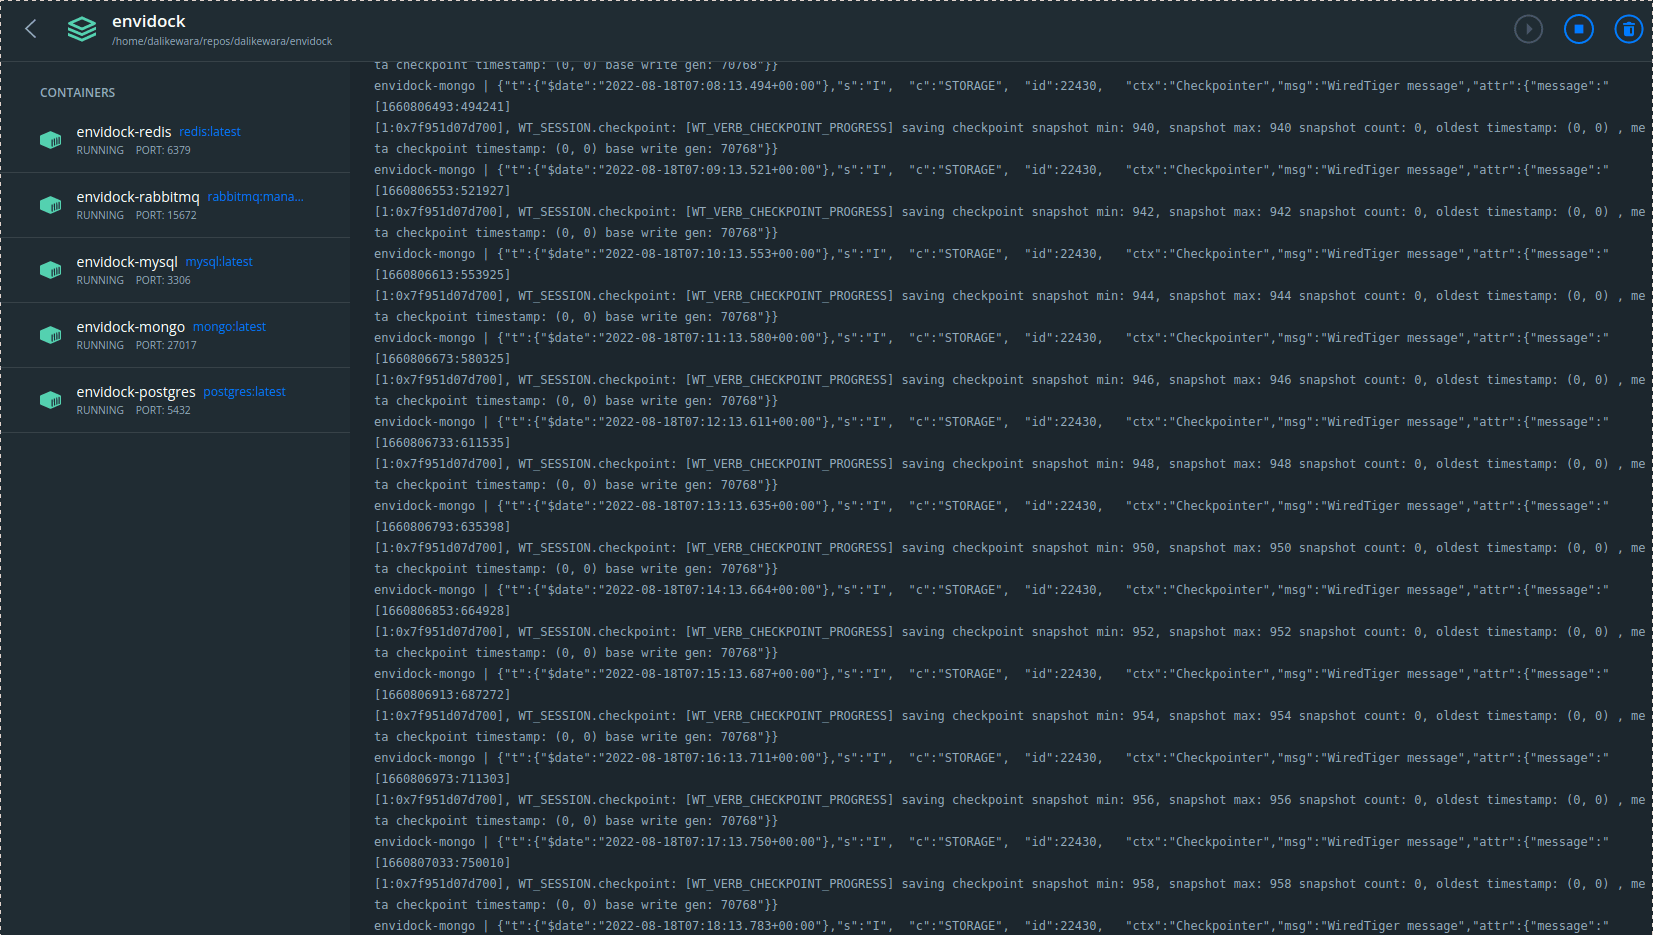 envidock
/home/dalikewara/repos/dalikewara/envidock
CONTAINERS
envidock-redis redis:latest
RUNNING PORT: 6379
envidock-rabbitmq rabbitmq:mana...
RUNNING PORT: 15672
envidock-mysql mysql:latest
RUNNING PORT: 3306
envidock-mongo mongo:latest
RUNNING PORT: 27017
envidock-postgres postgres:latest
RUNNING PORT: 5432
ta checkpoint timestamp: (0, 0) base write gen: 70768"}}
envidock-mongo | {"t":{"$date":"2022-08-18T07:08:13.494+00:00"},"s":"I",  "c":"STORAGE",  "id":22430,   "ctx":"Checkpointer","msg":"WiredTiger message","attr":{"message":"
[1660806493:494241]
[1:0x7f951d07d700], WT_SESSION.checkpoint: [WT_VERB_CHECKPOINT_PROGRESS] saving checkpoint snapshot min: 940, snapshot max: 940 snapshot count: 0, oldest timestamp: (0, 0) , me
ta checkpoint timestamp: (0, 0) base write gen: 70768"}}
envidock-mongo | {"t":{"$date":"2022-08-18T07:09:13.521+00:00"},"s":"I",  "c":"STORAGE",  "id":22430,   "ctx":"Checkpointer","msg":"WiredTiger message","attr":{"message":"
[1660806553:521927]
[1:0x7f951d07d700], WT_SESSION.checkpoint: [WT_VERB_CHECKPOINT_PROGRESS] saving checkpoint snapshot min: 942, snapshot max: 942 snapshot count: 0, oldest timestamp: (0, 0) , me
ta checkpoint timestamp: (0, 0) base write gen: 70768"}}
envidock-mongo | {"t":{"$date":"2022-08-18T07:10:13.553+00:00"},"s":"I",  "c":"STORAGE",  "id":22430,   "ctx":"Checkpointer","msg":"WiredTiger message","attr":{"message":"
[1660806613:553925]
[1:0x7f951d07d700], WT_SESSION.checkpoint: [WT_VERB_CHECKPOINT_PROGRESS] saving checkpoint snapshot min: 944, snapshot max: 944 snapshot count: 0, oldest timestamp: (0, 0) , me
ta checkpoint timestamp: (0, 0) base write gen: 70768"}}
envidock-mongo | {"t":{"$date":"2022-08-18T07:11:13.580+00:00"},"s":"I",  "c":"STORAGE",  "id":22430,   "ctx":"Checkpointer","msg":"WiredTiger message","attr":{"message":"
[1660806673:580325]
[1:0x7f951d07d700], WT_SESSION.checkpoint: [WT_VERB_CHECKPOINT_PROGRESS] saving checkpoint snapshot min: 946, snapshot max: 946 snapshot count: 0, oldest timestamp: (0, 0) , me
ta checkpoint timestamp: (0, 0) base write gen: 70768"}}
envidock-mongo | {"t":{"$date":"2022-08-18T07:12:13.611+00:00"},"s":"I",  "c":"STORAGE",  "id":22430,   "ctx":"Checkpointer","msg":"WiredTiger message","attr":{"message":"
[1660806733:611535]
[1:0x7f951d07d700], WT_SESSION.checkpoint: [WT_VERB_CHECKPOINT_PROGRESS] saving checkpoint snapshot min: 948, snapshot max: 948 snapshot count: 0, oldest timestamp: (0, 0) , me
ta checkpoint timestamp: (0, 0) base write gen: 70768"}}
envidock-mongo | {"t":{"$date":"2022-08-18T07:13:13.635+00:00"},"s":"I",  "c":"STORAGE",  "id":22430,   "ctx":"Checkpointer","msg":"WiredTiger message","attr":{"message":"
[1660806793:635398]
[1:0x7f951d07d700], WT_SESSION.checkpoint: [WT_VERB_CHECKPOINT_PROGRESS] saving checkpoint snapshot min: 950, snapshot max: 950 snapshot count: 0, oldest timestamp: (0, 0) , me
ta checkpoint timestamp: (0, 0) base write gen: 70768"}}
envidock-mongo | {"t":{"$date":"2022-08-18T07:14:13.664+00:00"},"s":"I",  "c":"STORAGE",  "id":22430,   "ctx":"Checkpointer","msg":"WiredTiger message","attr":{"message":"
[1660806853:664928]
[1:0x7f951d07d700], WT_SESSION.checkpoint: [WT_VERB_CHECKPOINT_PROGRESS] saving checkpoint snapshot min: 952, snapshot max: 952 snapshot count: 0, oldest timestamp: (0, 0) , me
ta checkpoint timestamp: (0, 0) base write gen: 70768"}}
envidock-mongo | {"t":{"$date":"2022-08-18T07:15:13.687+00:00"},"s":"I",  "c":"STORAGE",  "id":22430,   "ctx":"Checkpointer","msg":"WiredTiger message","attr":{"message":"
[1660806913:687272]
[1:0x7f951d07d700], WT_SESSION.checkpoint: [WT_VERB_CHECKPOINT_PROGRESS] saving checkpoint snapshot min: 954, snapshot max: 954 snapshot count: 0, oldest timestamp: (0, 0) , me
ta checkpoint timestamp: (0, 0) base write gen: 70768"}}
envidock-mongo | {"t":{"$date":"2022-08-18T07:16:13.711+00:00"},"s":"I",  "c":"STORAGE",  "id":22430,   "ctx":"Checkpointer","msg":"WiredTiger message","attr":{"message":"
[1660806973:711303]
[1:0x7f951d07d700], WT_SESSION.checkpoint: [WT_VERB_CHECKPOINT_PROGRESS] saving checkpoint snapshot min: 956, snapshot max: 956 snapshot count: 0, oldest timestamp: (0, 0) , me
ta checkpoint timestamp: (0, 0) base write gen: 70768"}}
envidock-mongo | {"t":{"$date":"2022-08-18T07:17:13.750+00:00"},"s":"I",  "c":"STORAGE",  "id":22430,   "ctx":"Checkpointer","msg":"WiredTiger message","attr":{"message":"
[1660807033:750010]
[1:0x7f951d07d700], WT_SESSION.checkpoint: [WT_VERB_CHECKPOINT_PROGRESS] saving checkpoint snapshot min: 958, snapshot max: 958 snapshot count: 0, oldest timestamp: (0, 0) , me
ta checkpoint timestamp: (0, 0) base write gen: 70768"}}
envidock-mongo | {"t":{"$date":"2022-08-18T07:18:13.783+00:00"},"s":"I",  "c":"STORAGE",  "id":22430,   "ctx":"Checkpointer","msg":"WiredTiger message","attr":{"message":"